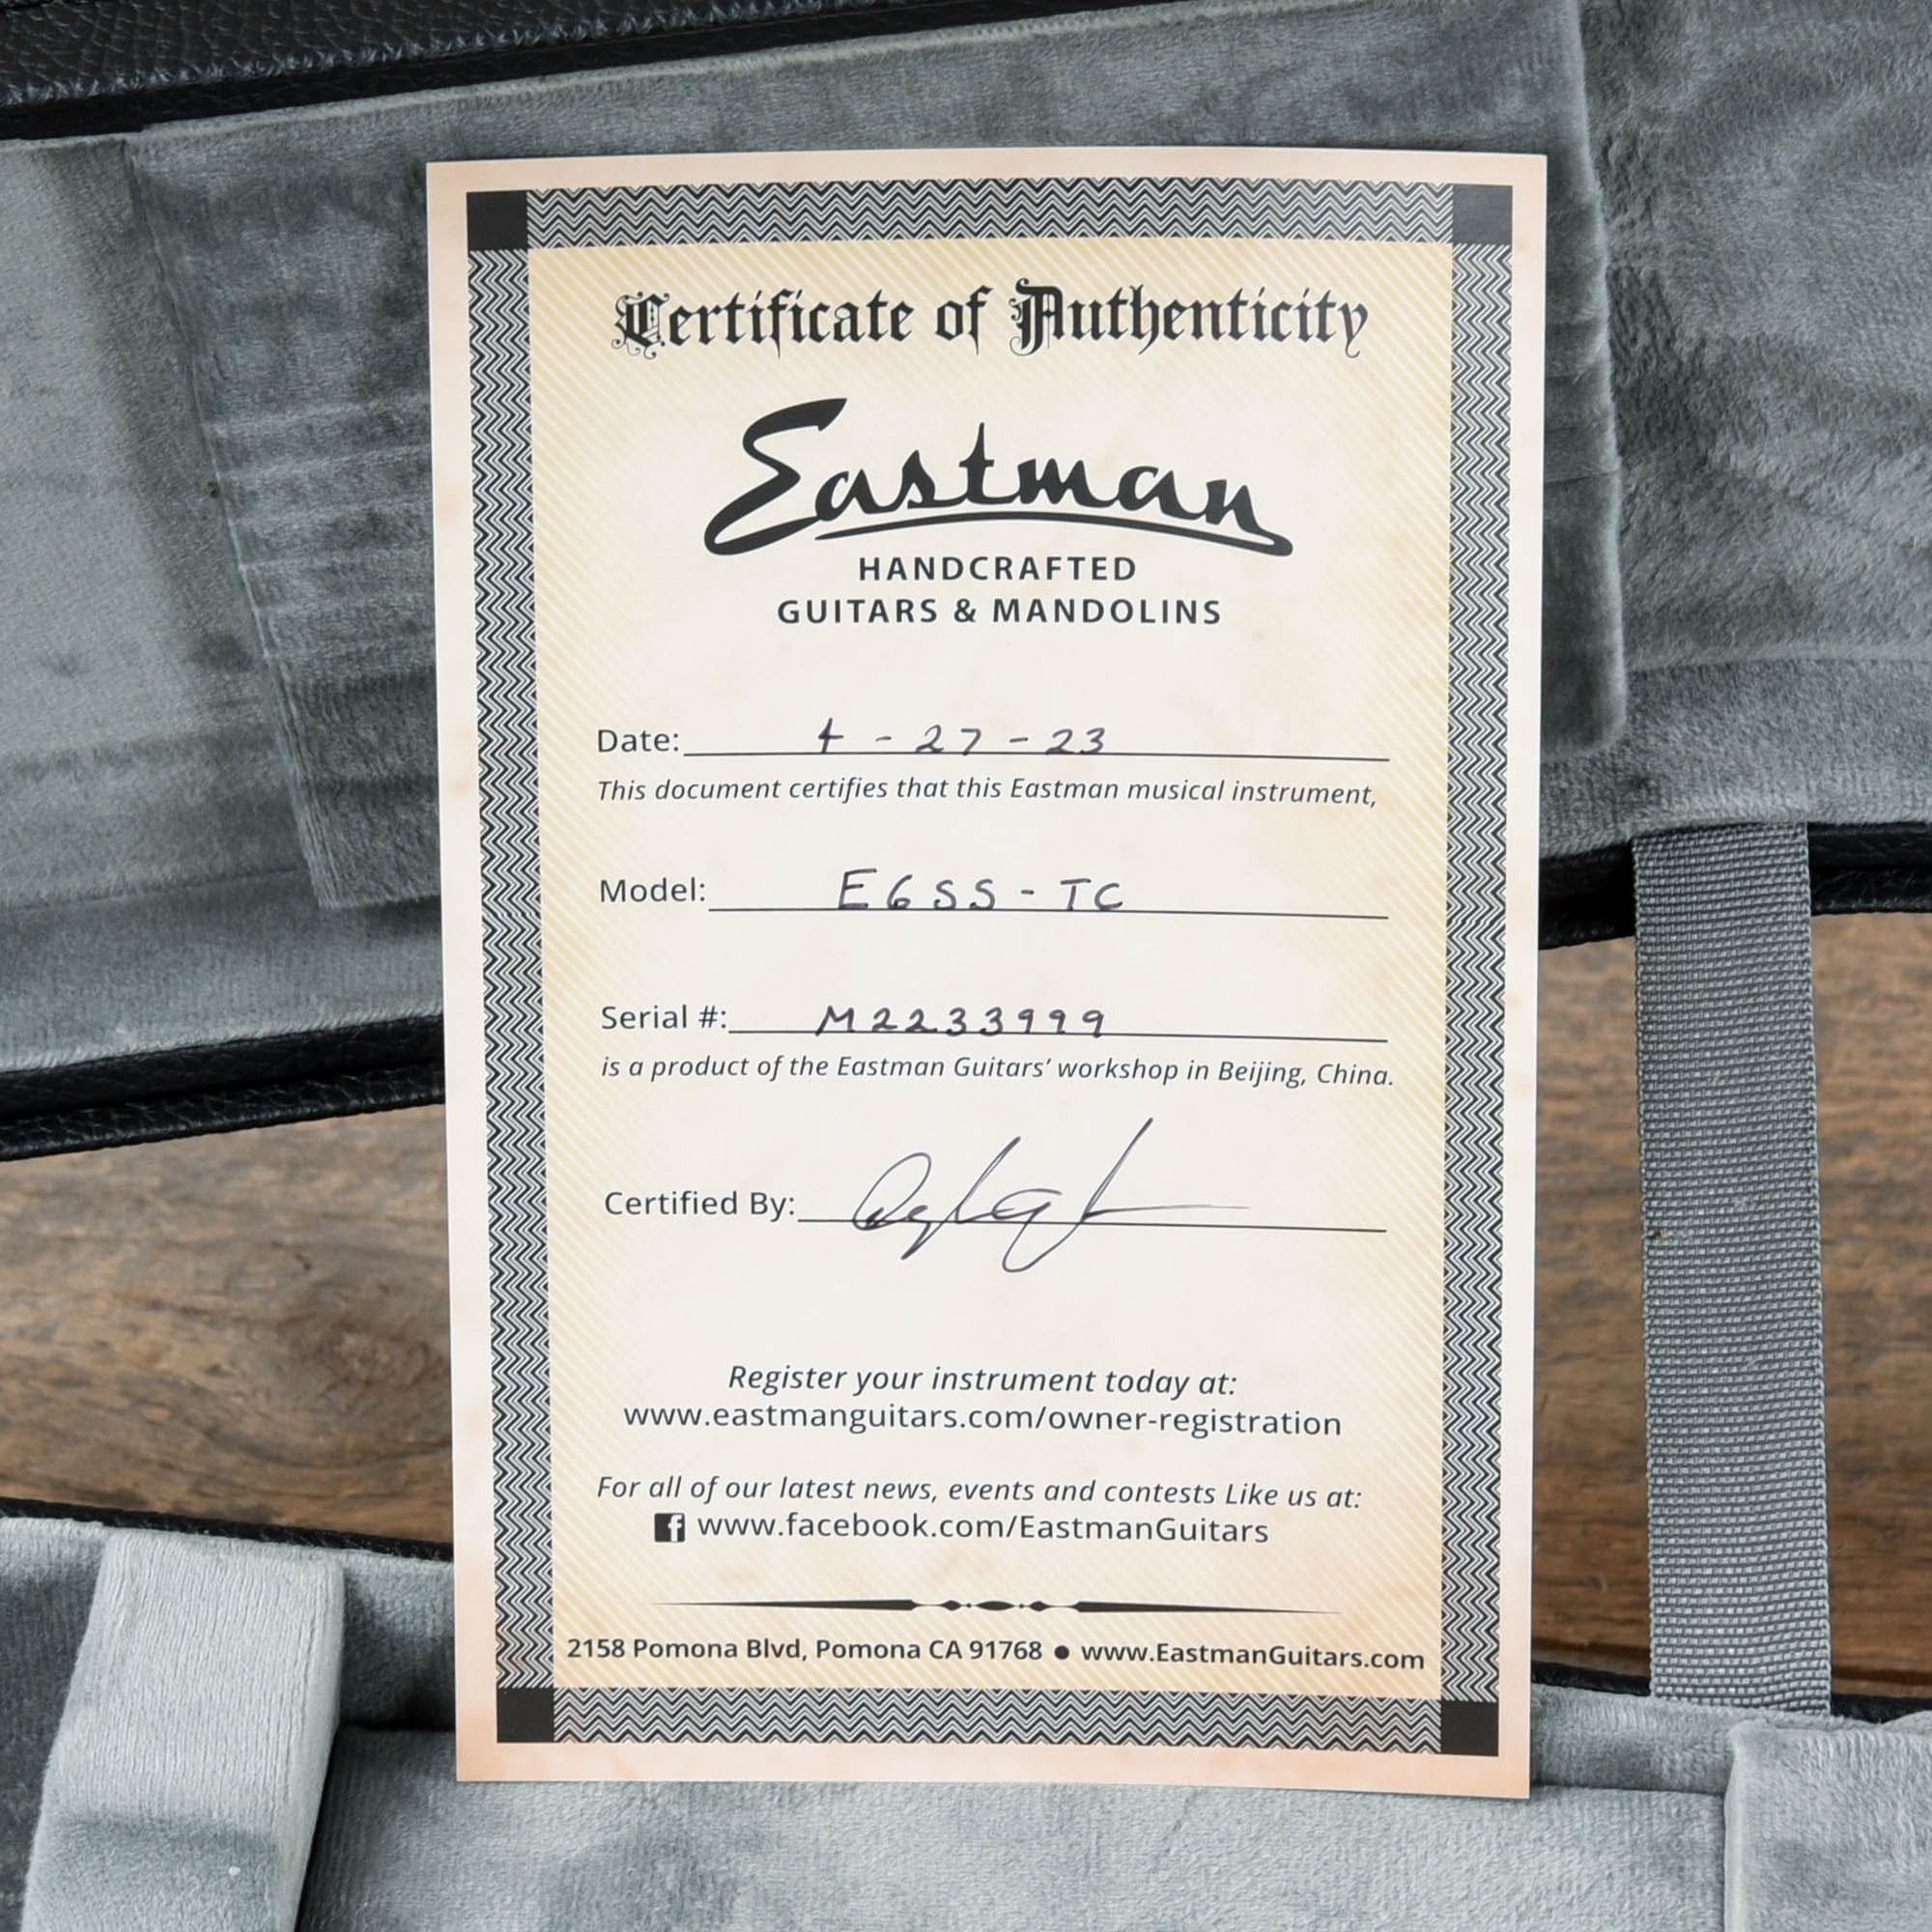 Certificate of Authenticity
Eastman
HANDCRAFTED
GUITARS & MANDOLINS
Date: 4 - 27 - 23
This document certifies that this Eastman musical instrument,
Model: E6SS - TC
Serial #: M2233999
is a product of the Eastman Guitars’ workshop in Beijing, China.
Certified By:
Register your instrument today at:
www.eastmanguitars.com/owner-registration
For all of our latest news, events and contests Like us at:
f www.facebook.com/EastmanGuitars
2158 Pomona Blvd, Pomona CA 91768 ● www.EastmanGuitars.com